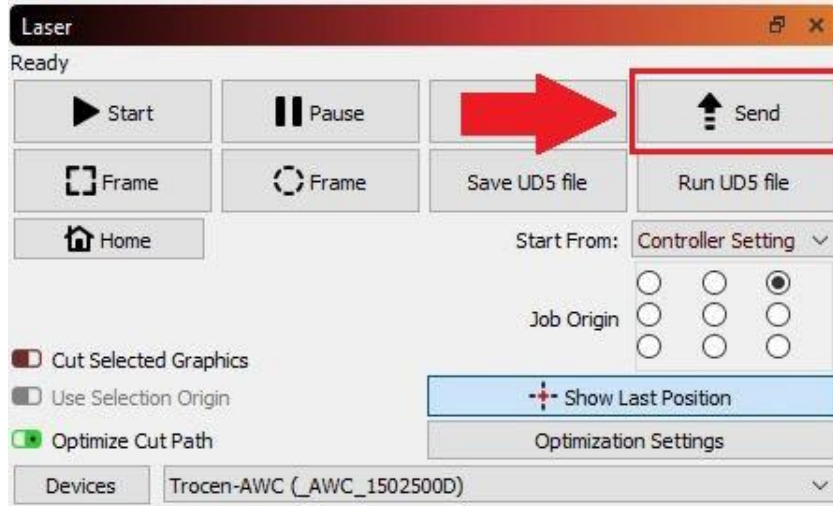 Laser
Ready
Start
Pause
Send
Frame
Frame
Save UD5 file
Run UD5 file
Home
Start From:
Controller Setting
Job Origin
Cut Selected Graphics
Use Selection Origin
Show Last Position
Optimize Cut Path
Optimization Settings
Devices
Trocen-AWC (_AWC_1502500D)